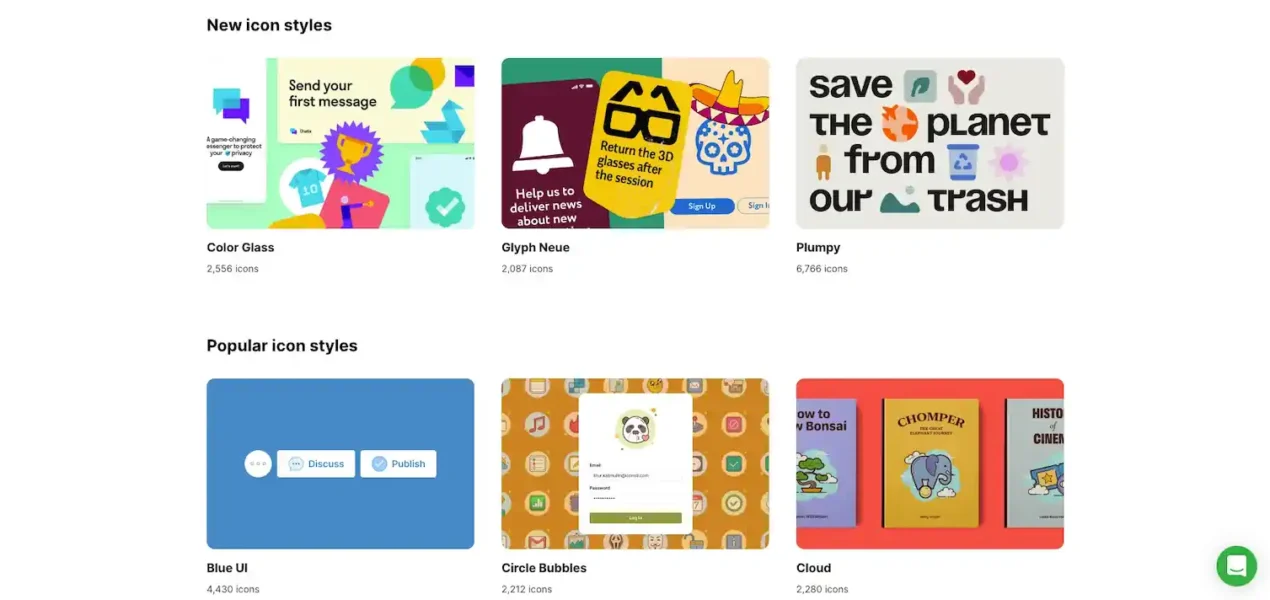 New icon styles
Send your
first message
A game-changing
messenger to protect
your privacy
10
Color Glass
2,556 icons
Return the 3D
glasses after
the session
Help us to
deliver news
about new
Sign Up
Sign In
Glyph Neue
2,087 icons
save
THE PLANET
from
our TrASH
Plumpy
6,766 icons
Popular icon styles
Discuss
Publish
Blue UI
4,430 icons
Email
Password
Log In
Circle Bubbles
2,212 icons
ow to
w Bonsai
CHOMPER
HISTO
of
CINEM
Cloud
2,280 icons